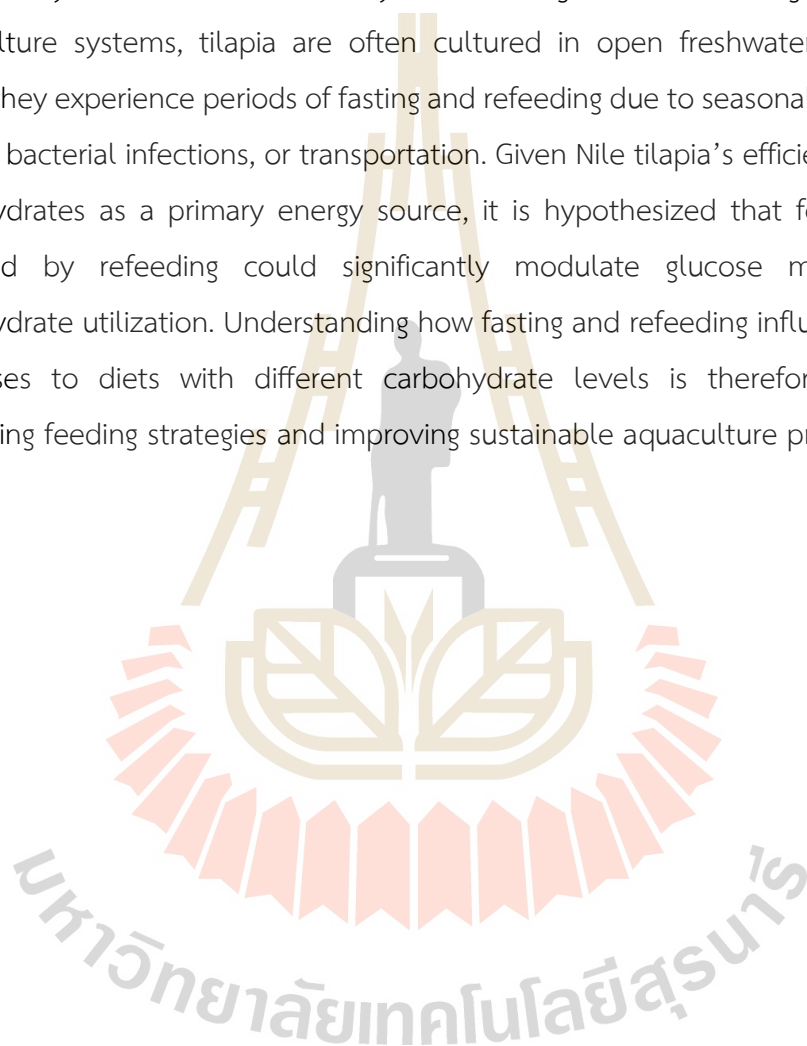 lture systems, tilapia are often cultured in open freshwater
hey experience periods of fasting and refeeding due to seasonal
bacterial infections, or transportation. Given Nile tilapia's efficie
ydrates as a primary energy source, it is hypothesized that f
d by refeeding could significantly modulate glucose m
ydrate utilization. Understanding how fasting and refeeding influ
ses to diets with different carbohydrate levels is therefor
ing feeding strategies and improving sustainable aquaculture pr
มหาวิทยาลัยเทคโนโลยีสุรนารี